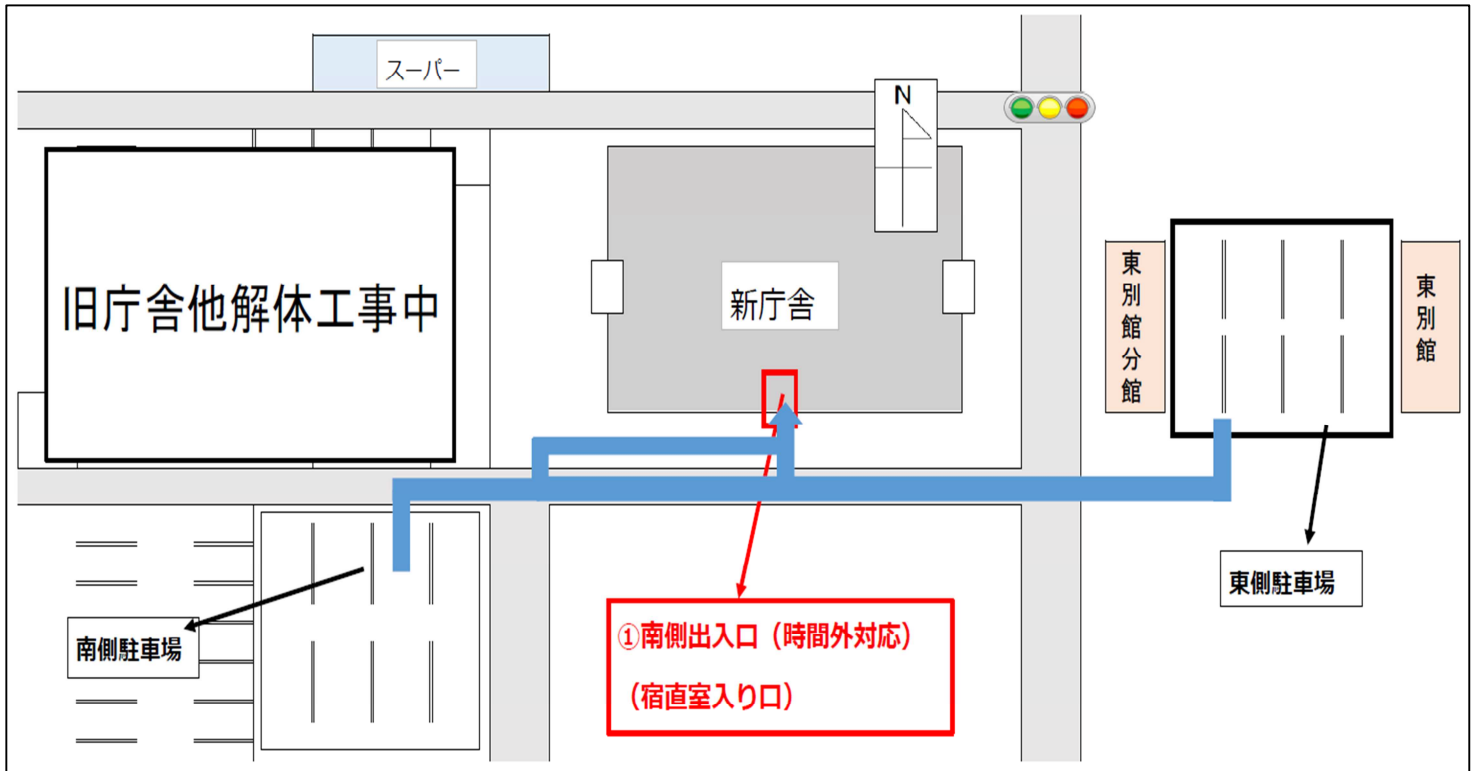 スーパー
N
旧庁舎他解体工事中
新庁舎
東別館分館
東別館
南側駐車場
東側駐車場
①南側出入口（時間外対応）
（宿直室入り口）